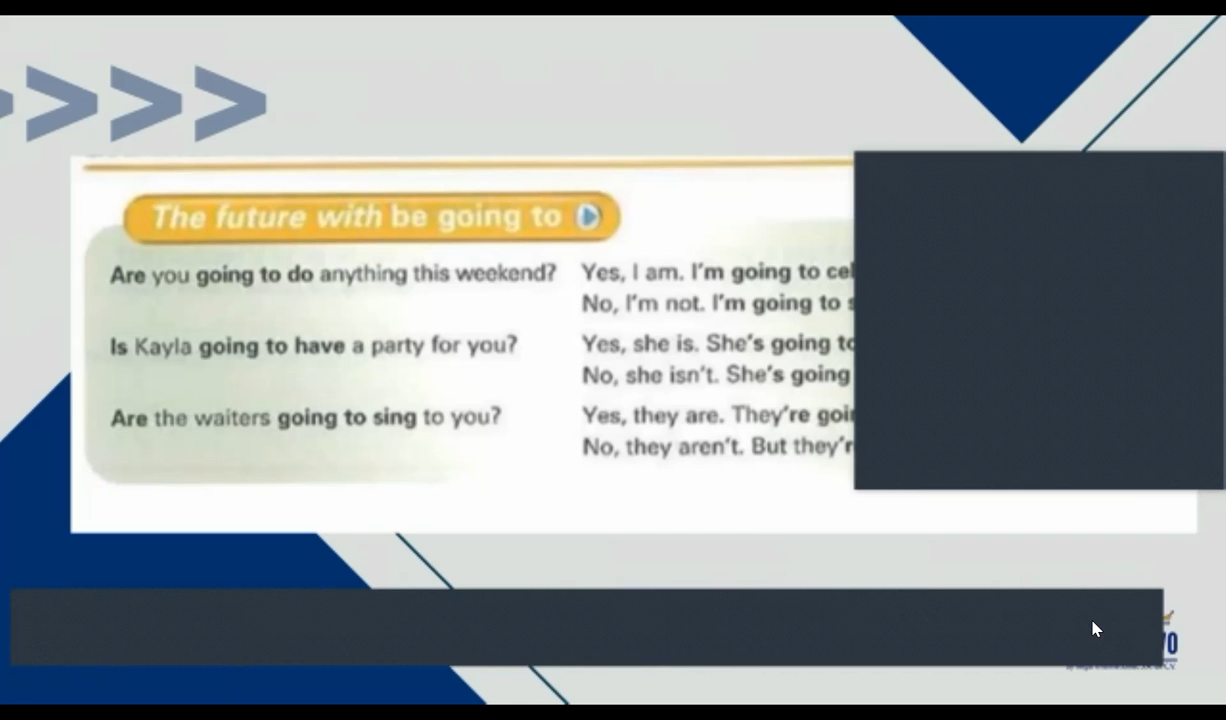 The future with be going to
Are you going to do anything this weekend? Yes, I am. I'm going to
No, I'm not. I'm going to
Is Kayla going to have a party for you? Yes, she is. She's going
No, she isn't. She's going
Are the waiters going to sing to you? Yes, they are. They're
No, they aren't. But